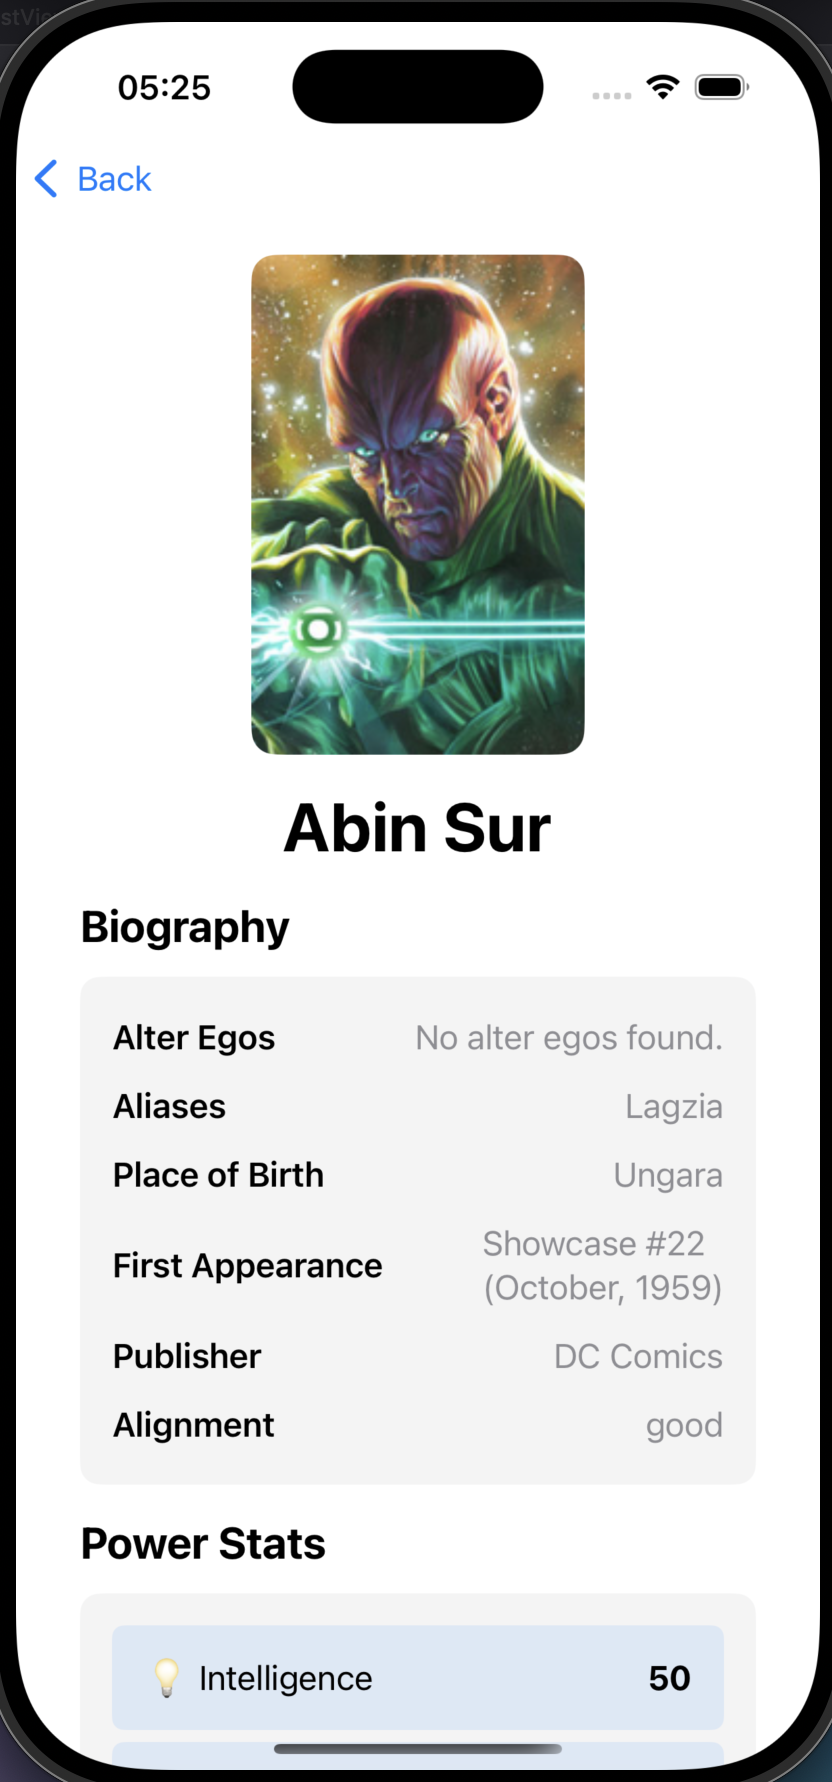 stVie
05:25
Back
Abin Sur
Biography
Alter Egos No alter egos found.
Aliases Lagzia
Place of Birth Ungara
First Appearance Showcase #22
(October, 1959)
Publisher DC Comics
Alignment good
Power Stats
Intelligence 50